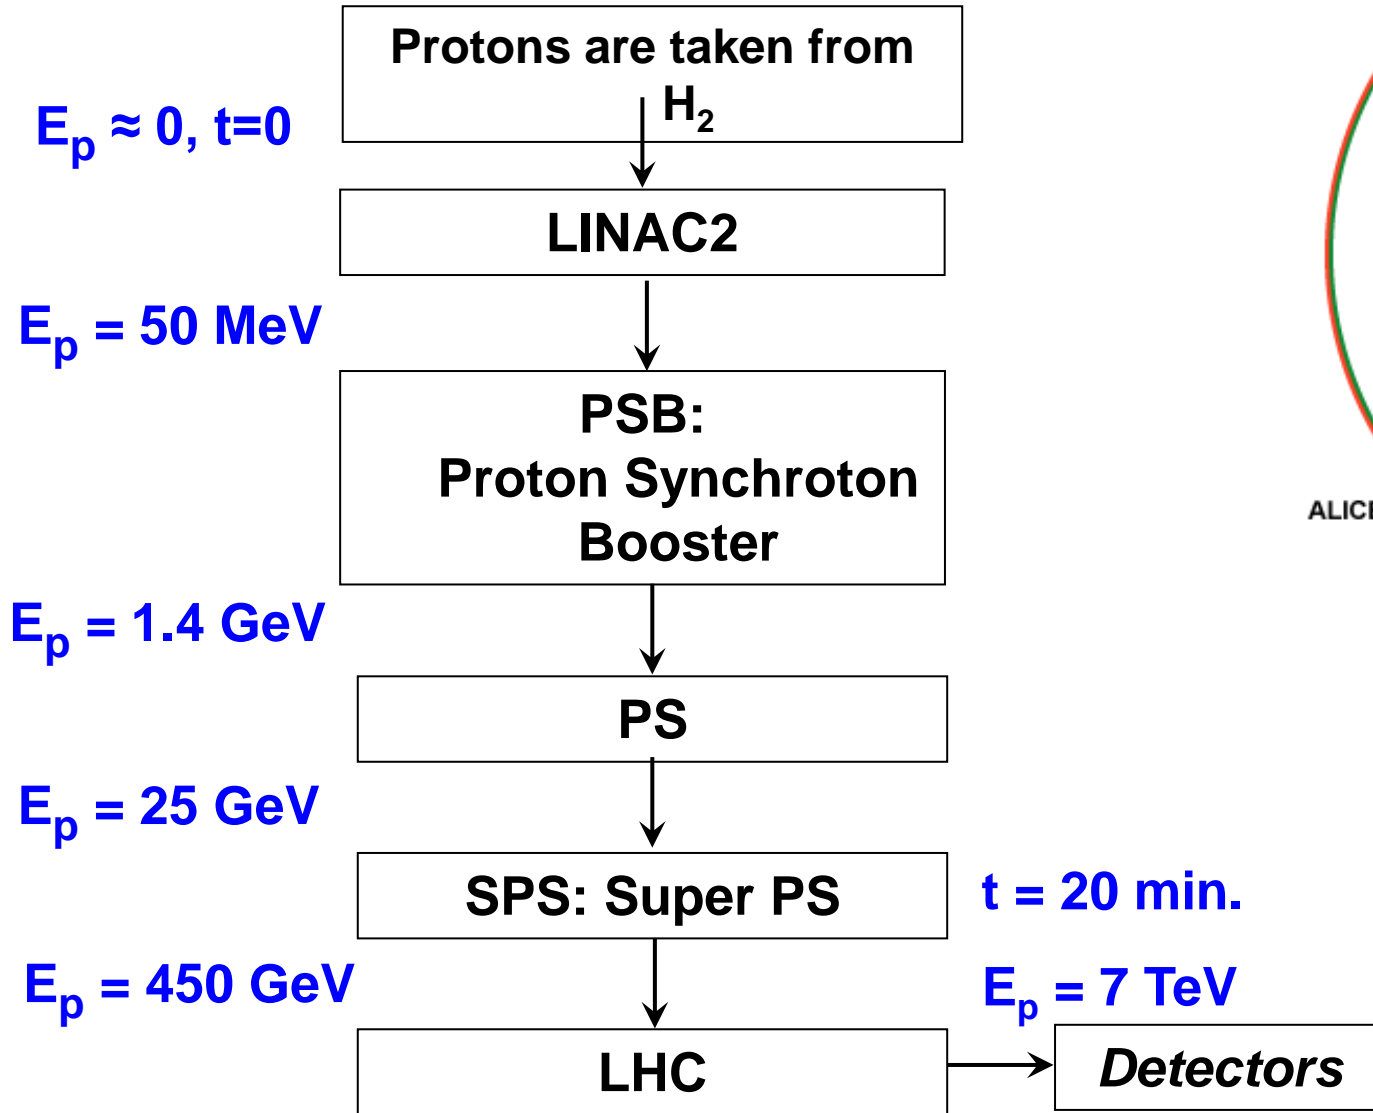 Protons are taken from
H2
Ep ≈ 0, t=0
LINAC2
Ep = 50 MeV
PSB:
Proton Synchroton
Booster
ALICE
Ep = 1.4 GeV
PS
Ep = 25 GeV
SPS: Super PS
t = 20 min.
Ep = 450 GeV
Ep = 7 TeV
LHC
Detectors